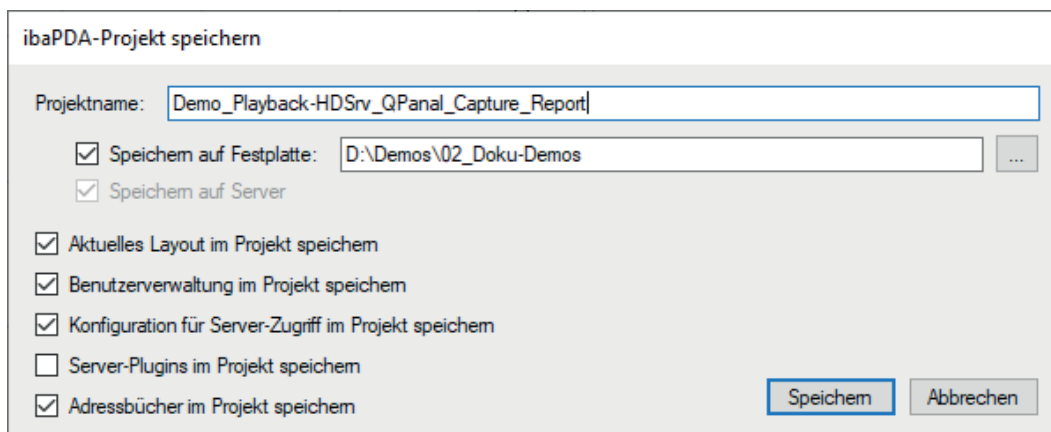 ibaPDA-Projekt speichern
Projektname: Demo_Playback-HDSrv_QPanal_Capture_Report
Speichern auf Festplatte: D:\Demos\02_Doku-Demos ...
Speichern auf Server
Aktuelles Layout im Projekt speichern
Benutzerverwaltung im Projekt speichern
Konfiguration für Server-Zugriff im Projekt speichern
Server-Plugins im Projekt speichern
Adressbücher im Projekt speichern
Speichern Abbrechen